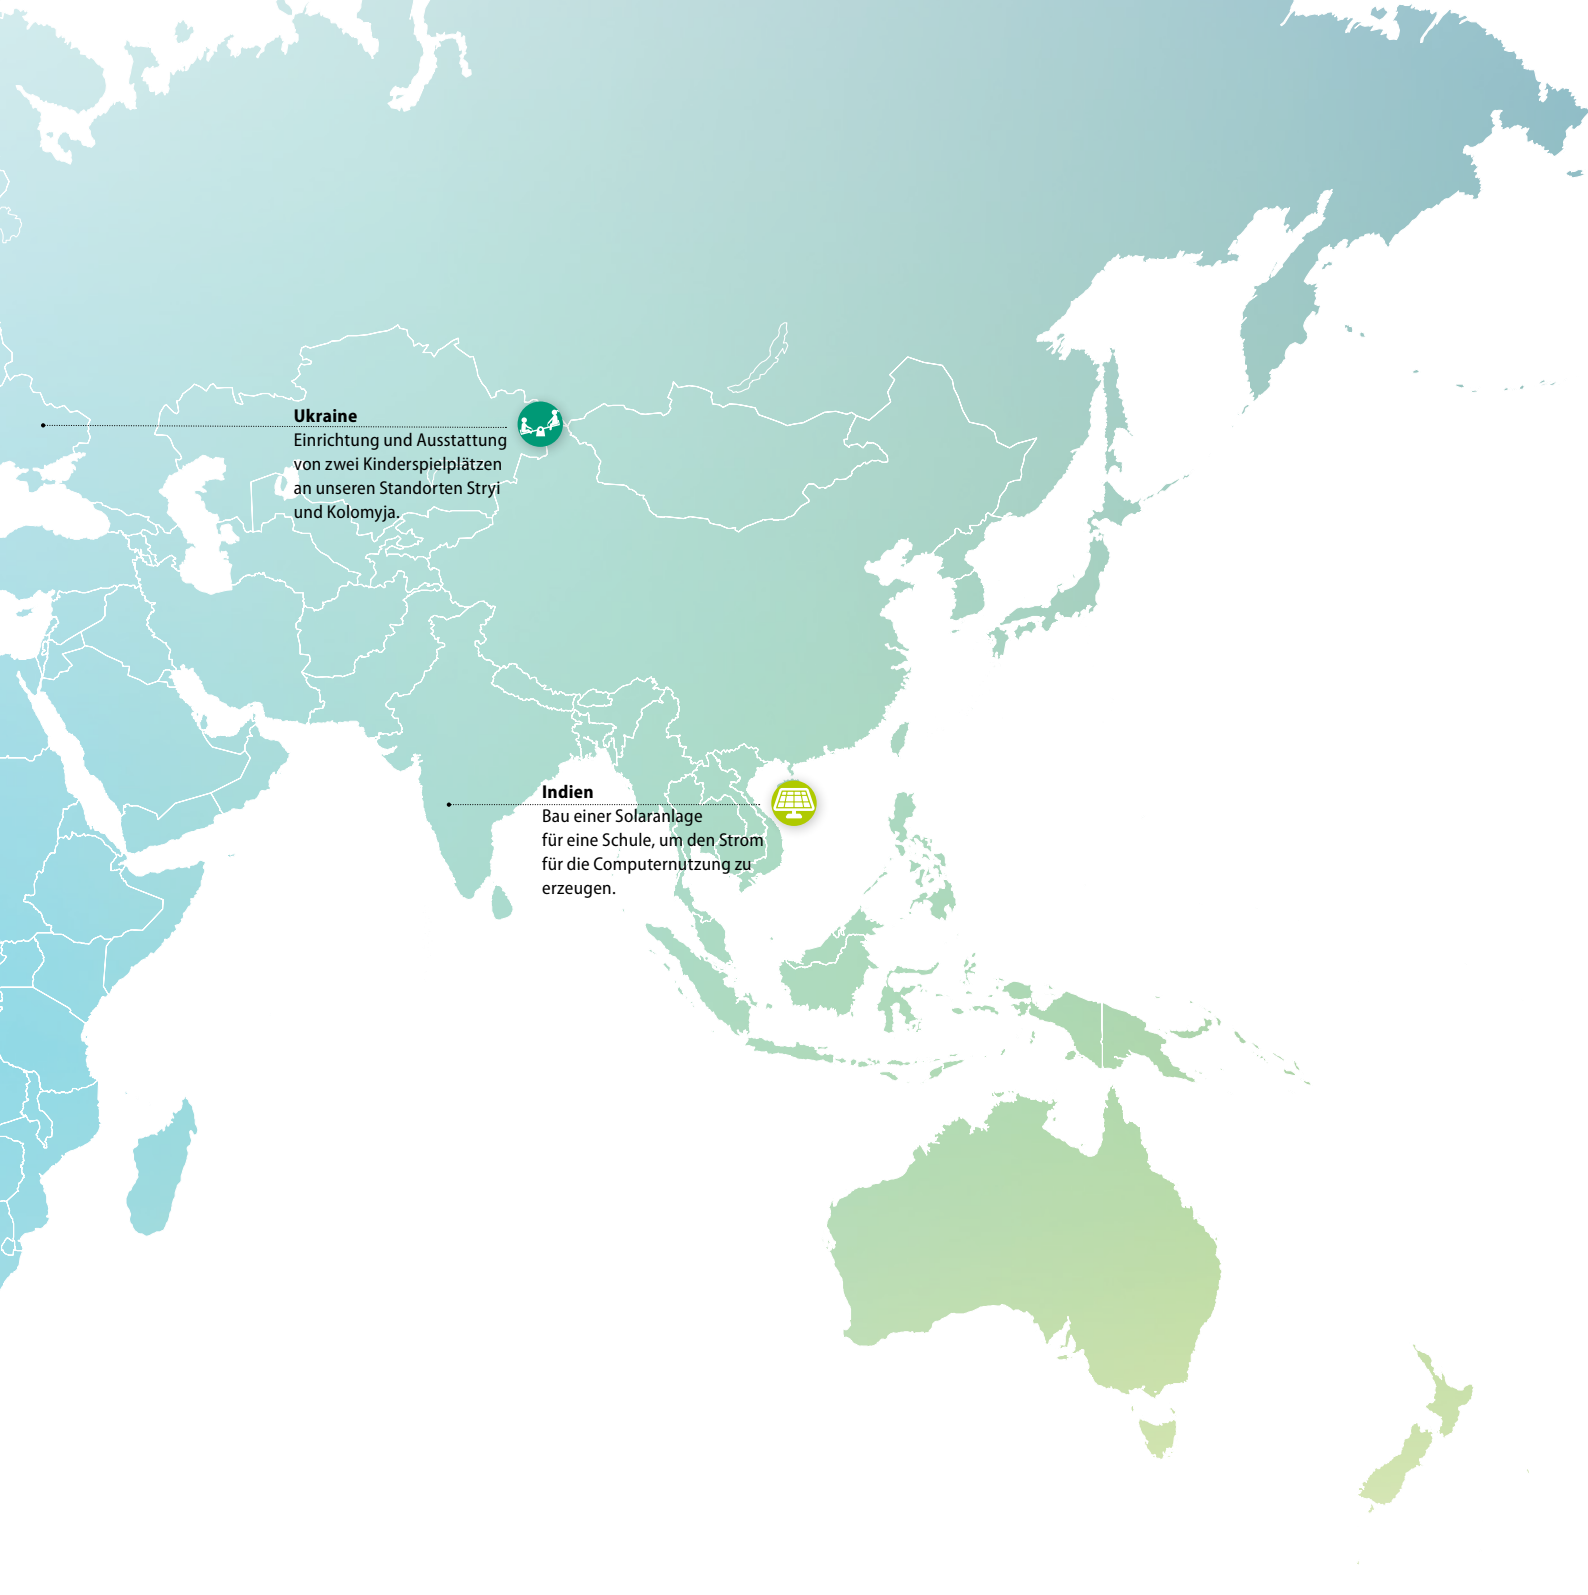 Ukraine
Einrichtung und Ausstattung
von zwei Kinderspielplätzen
an unseren Standorten Stryi
und Kolomyja.
Indien
Bau einer Solaranlage
für eine Schule, um den Strom
für die Computernutzung zu
erzeugen.